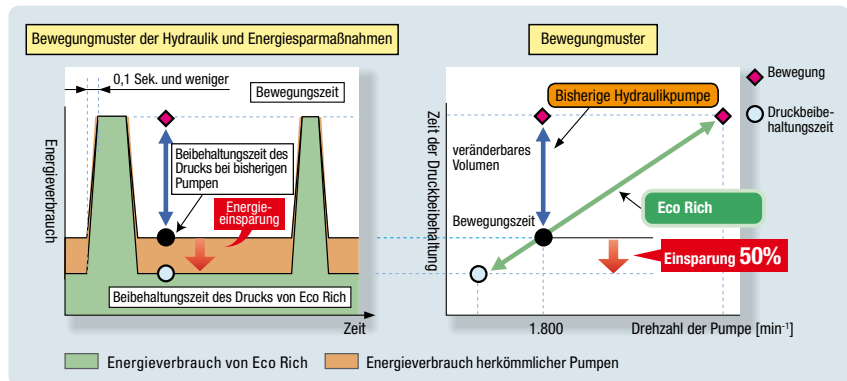 Bewegungmuster der Hydraulik und Energiesparmaßnahmen
0,1 Sek. und weniger
Bewegungszeit
Energieverbrauch
Beibehaltungszeit des
Drucks bei bisherigen
Pumpen
Energie-
einsparung
Beibehaltungszeit des Drucks von Eco Rich
Zeit
Bewegungmuster
Bewegung
Druckbeibe-
haltungszeit
Bisherige Hydraulikpumpe
Zeit der Druckbeibehaltung
veränderbares
Volumen
Eco Rich
Bewegungszeit
Einsparung 50%
1.800
Drehzahl der Pumpe [min⁻¹]
Energieverbrauch von Eco Rich
Energieverbrauch herkömmlicher Pumpen